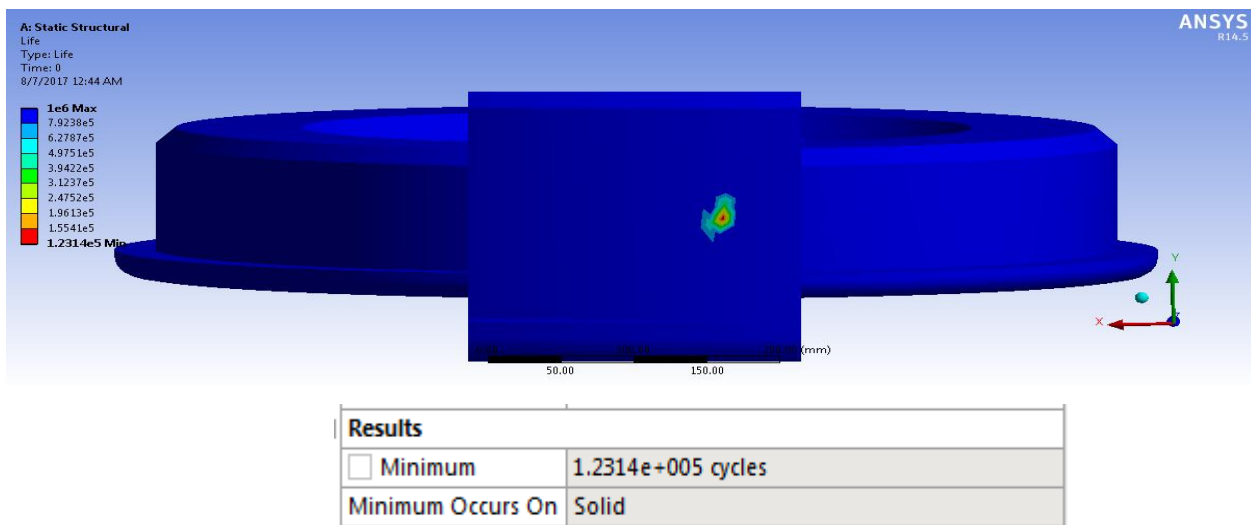 A: Static Structural
Life
Type: Life
Time: 0
8/7/2017 12:44 AM
ANSYS
R14.5
1e6 Max
7.9238e5
6.2787e5
4.9751e5
3.9422e5
3.1237e5
2.4752e5
1.9613e5
1.5541e5
1.2314e5 Min
Y
X
(mm)
50.00
150.00
Results
Minimum
1.2314e+005 cycles
Minimum Occurs On
Solid